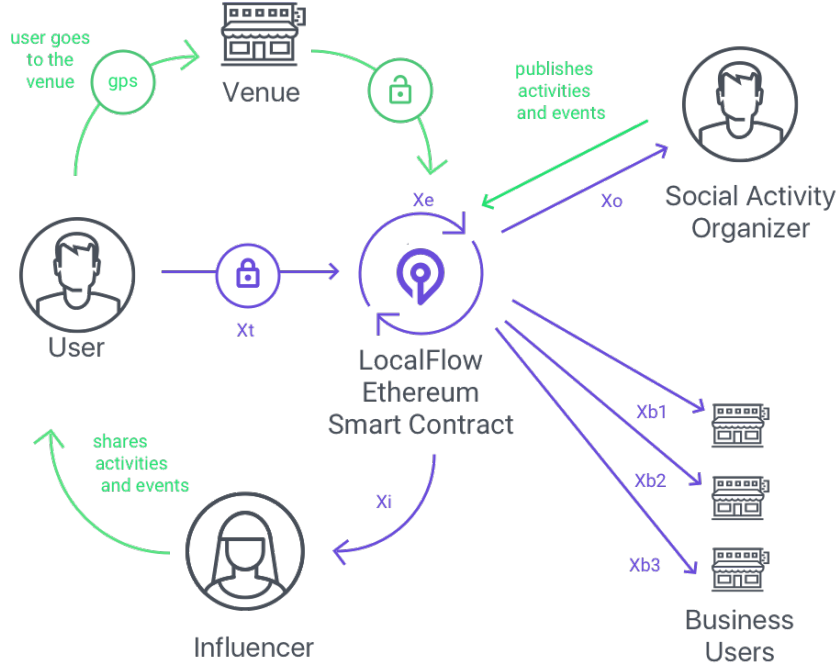 user goes
to the
venue
gps
Venue
publishes
activities
and events
Social Activity
Organizer
Xe
Xo
User
Xt
LocalFlow
Ethereum
Smart Contract
Xb1
Xb2
Xb3
Business
Users
shares
activities
and events
Xi
Influencer